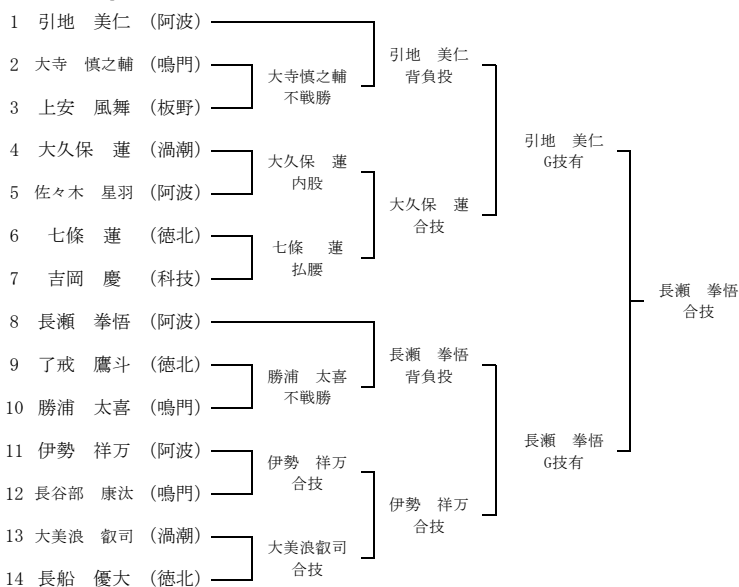 1 引地　美仁 (阿波)
2 大寺　慎之輔 (鳴門)
3 上安　風舞 (板野)
4 大久保　蓮 (渦潮)
5 佐々木　星羽 (阿波)
6 七條　蓮 (徳北)
7 吉岡　慶 (科技)
8 長瀬　拳悟 (阿波)
9 了戒　鷹斗 (徳北)
10 勝浦　太喜 (鳴門)
11 伊勢　祥万 (阿波)
12 長谷部　康汰 (鳴門)
13 大美浪　叡司 (渦潮)
14 長船　優大 (徳北)
大寺慎之輔
不戦勝
大久保　蓮
内股
七條　蓮
払腰
勝浦　太喜
不戦勝
伊勢　祥万
合技
大美浪叡司
合技
引地　美仁
背負投
大久保　蓮
合技
長瀬　拳悟
背負投
伊勢　祥万
合技
引地　美仁
G技有
長瀬　拳悟
G技有
長瀬　拳悟
合技